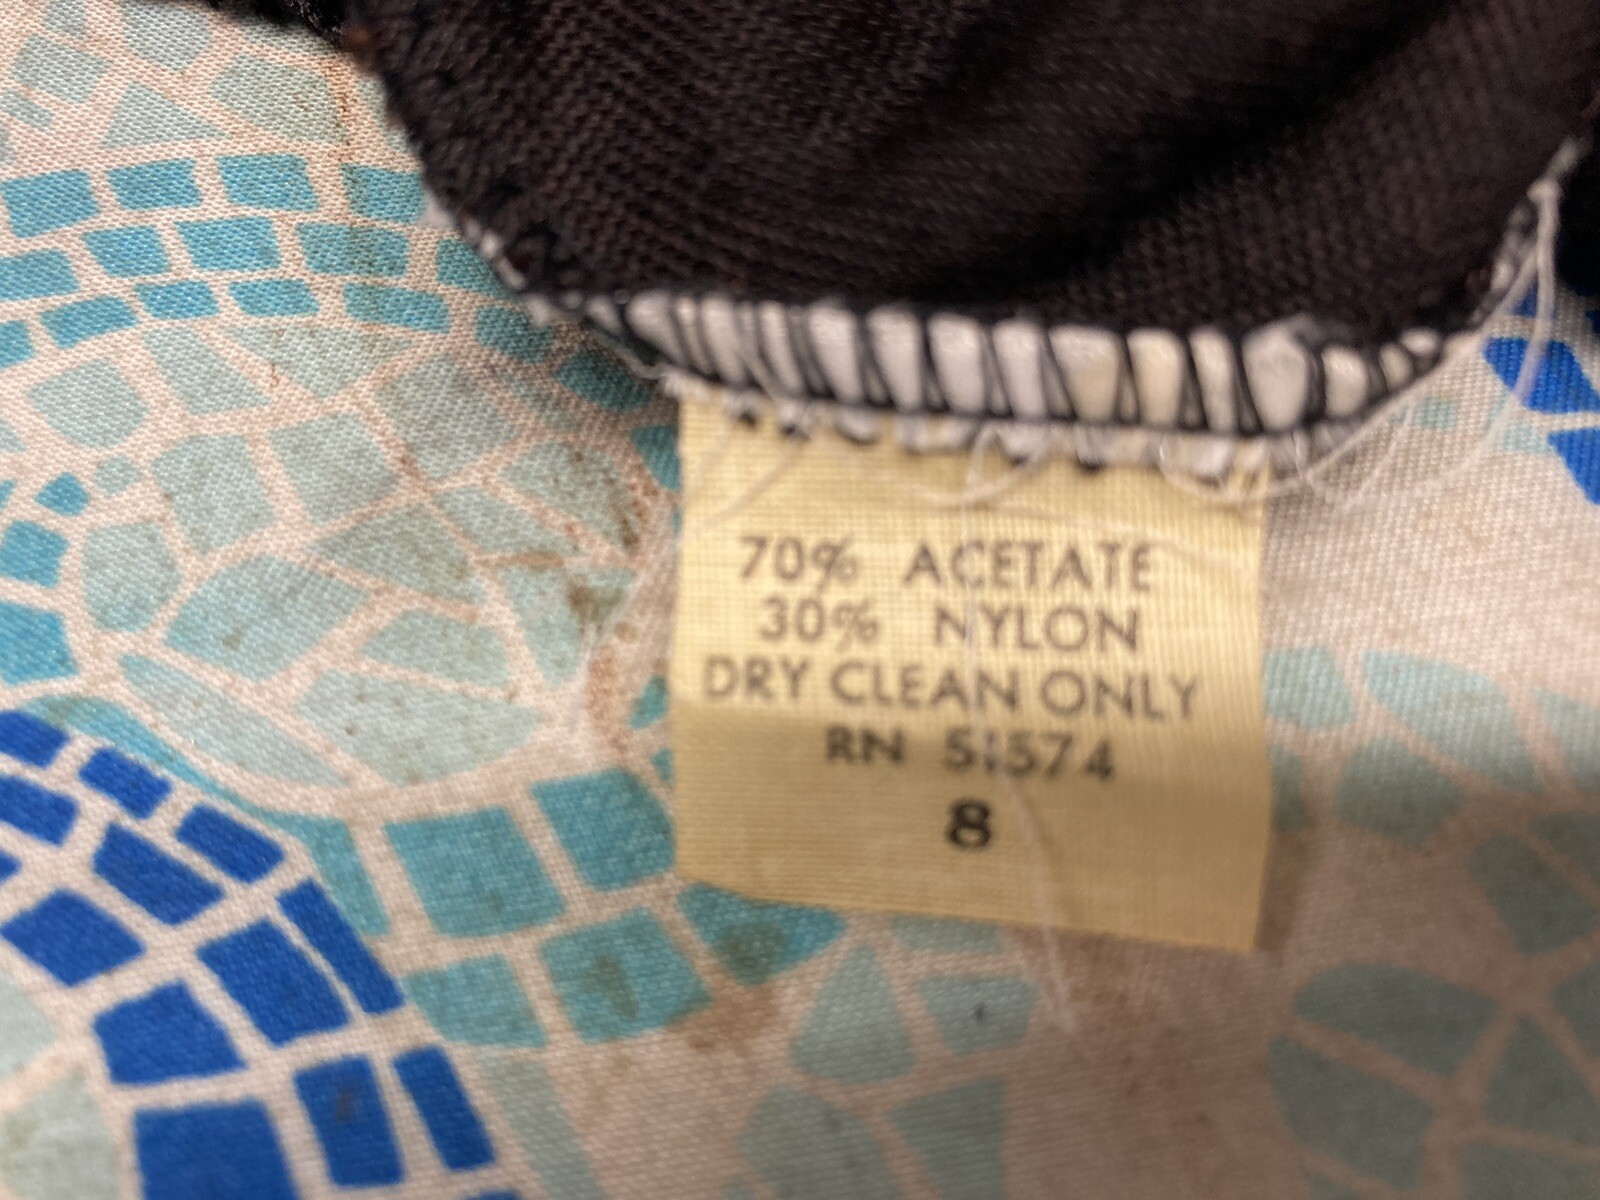 70% ACETATE
30% NYLON
DRY CLEAN ONLY
RN 51574
8